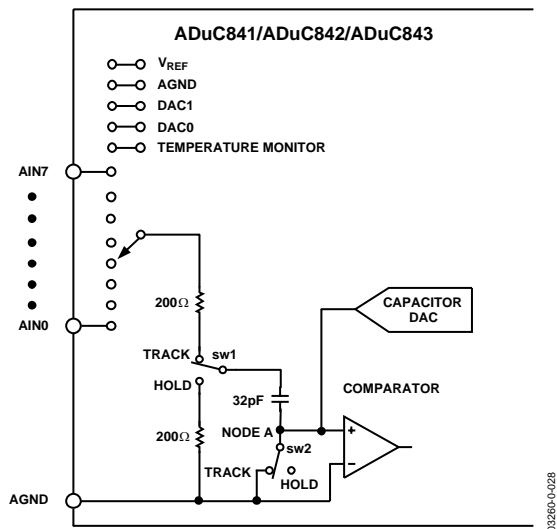 ADuC841/ADuC842/ADuC843
VREF
AGND
DAC1
DAC0
TEMPERATURE MONITOR
AIN7
AIN0
200Ω
CAPACITOR
DAC
TRACK
sw1
HOLD
32pF
COMPARATOR
200Ω
NODE A
+
sw2
–
TRACK
HOLD
AGND
03260-0-028